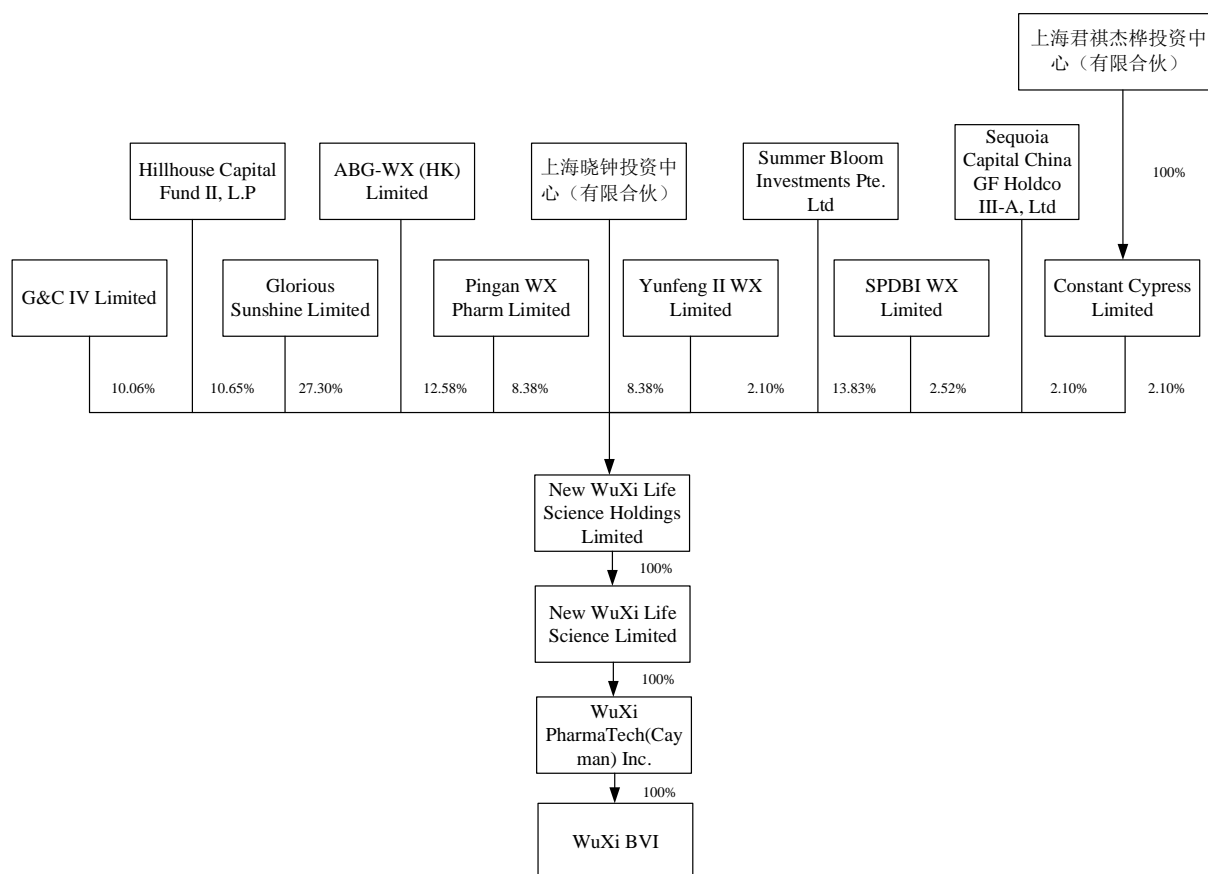 上海君祺杰桦投资中
心（有限合伙）
Hillhouse Capital
Fund II, L.P
ABG-WX (HK)
Limited
上海晓钟投资中
心（有限合伙）
Summer Bloom
Investments Pte.
Ltd
Sequoia
Capital China
GF Holdco
III-A, Ltd
100%
G&C IV Limited
Glorious
Sunshine Limited
Pingan WX
Pharm Limited
Yunfeng II WX
Limited
SPDBI WX
Limited
Constant Cypress
Limited
10.06%
10.65%
27.30%
12.58%
8.38%
8.38%
2.10%
13.83%
2.52%
2.10%
2.10%
New WuXi Life
Science Holdings
Limited
100%
New WuXi Life
Science Limited
100%
WuXi
PharmaTech(Cay
man) Inc.
100%
WuXi BVI